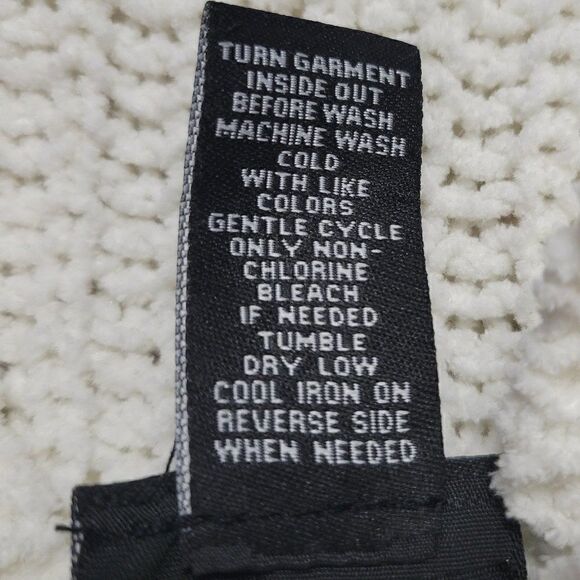 TURN GARMENT
INSIDE OUT
BEFORE WASH
MACHINE WASH
COLD
WITH LIKE
COLORS
GENTLE CYCLE
ONLY NON-
CHLORINE
BLEACH
IF NEEDED
TUMBLE
DRY LOW
COOL IRON ON
REVERSE SIDE
WHEN NEEDED